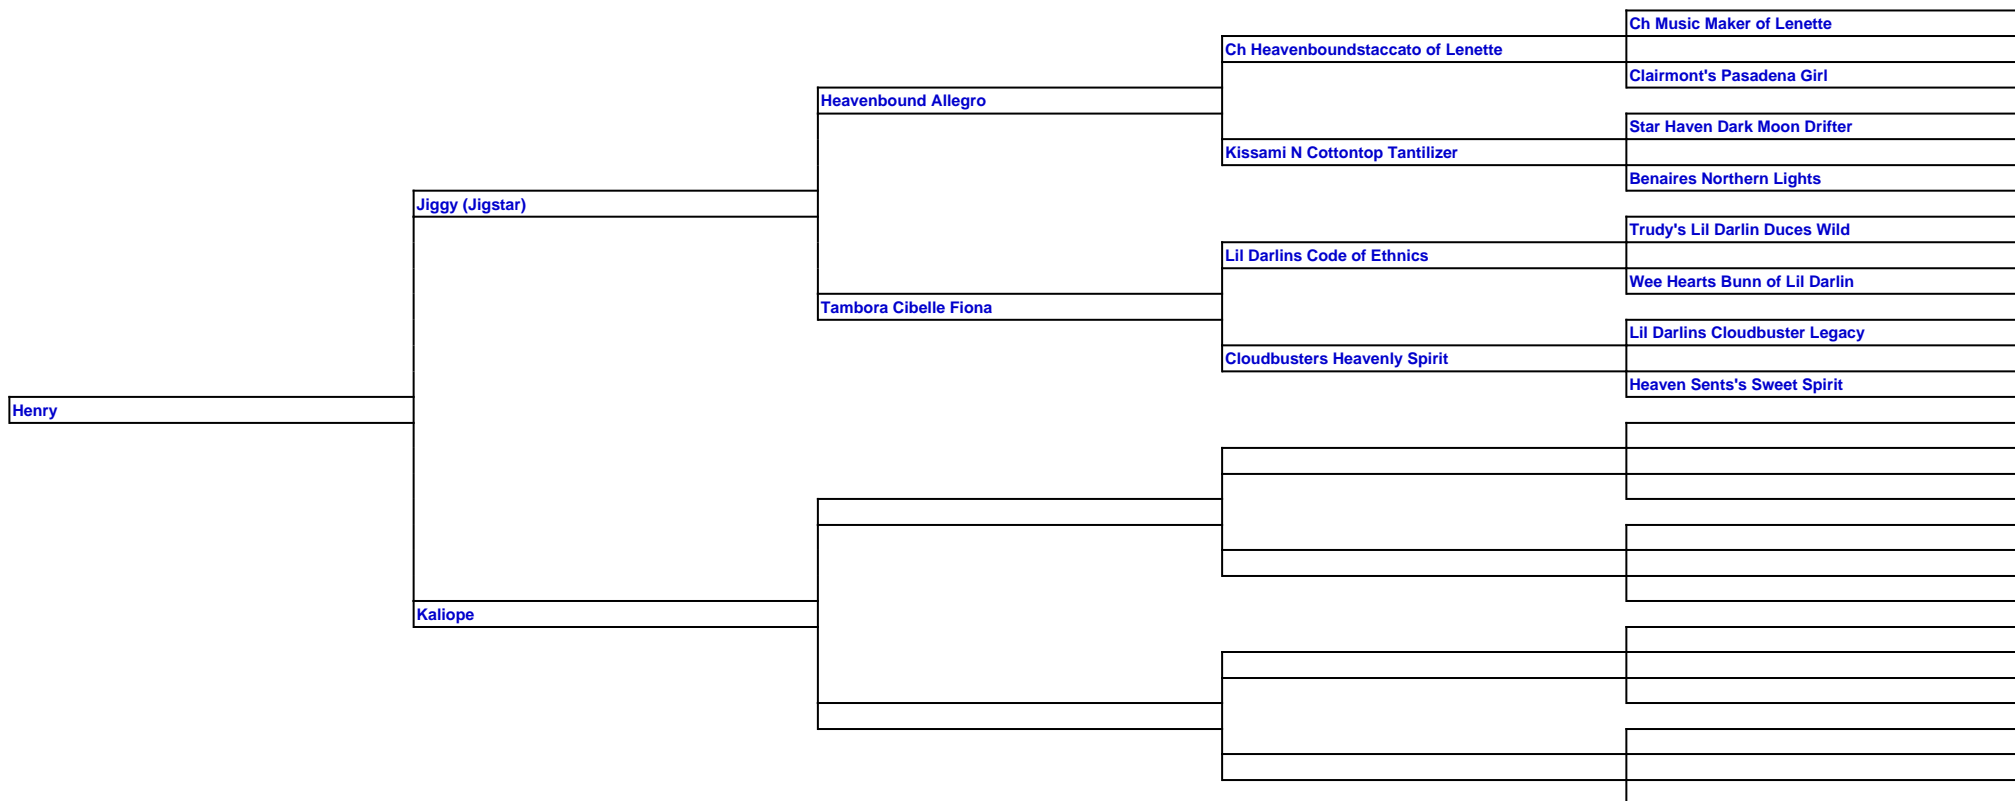 Ch Music Maker of Lenette
Ch Heavenboundstaccato of Lenette
Clairmont's Pasadena Girl
Heavenbound Allegro
Star Haven Dark Moon Drifter
Kissami N Cottontop Tantilizer
Benaires Northern Lights
Jiggy (Jigstar)
Trudy's Lil Darlin Duces Wild
Lil Darlins Code of Ethnics
Wee Hearts Bunn of Lil Darlin
Tambora Cibelle Fiona
Lil Darlins Cloudbuster Legacy
Cloudbusters Heavenly Spirit
Heaven Sents's Sweet Spirit
Henry
Kaliope